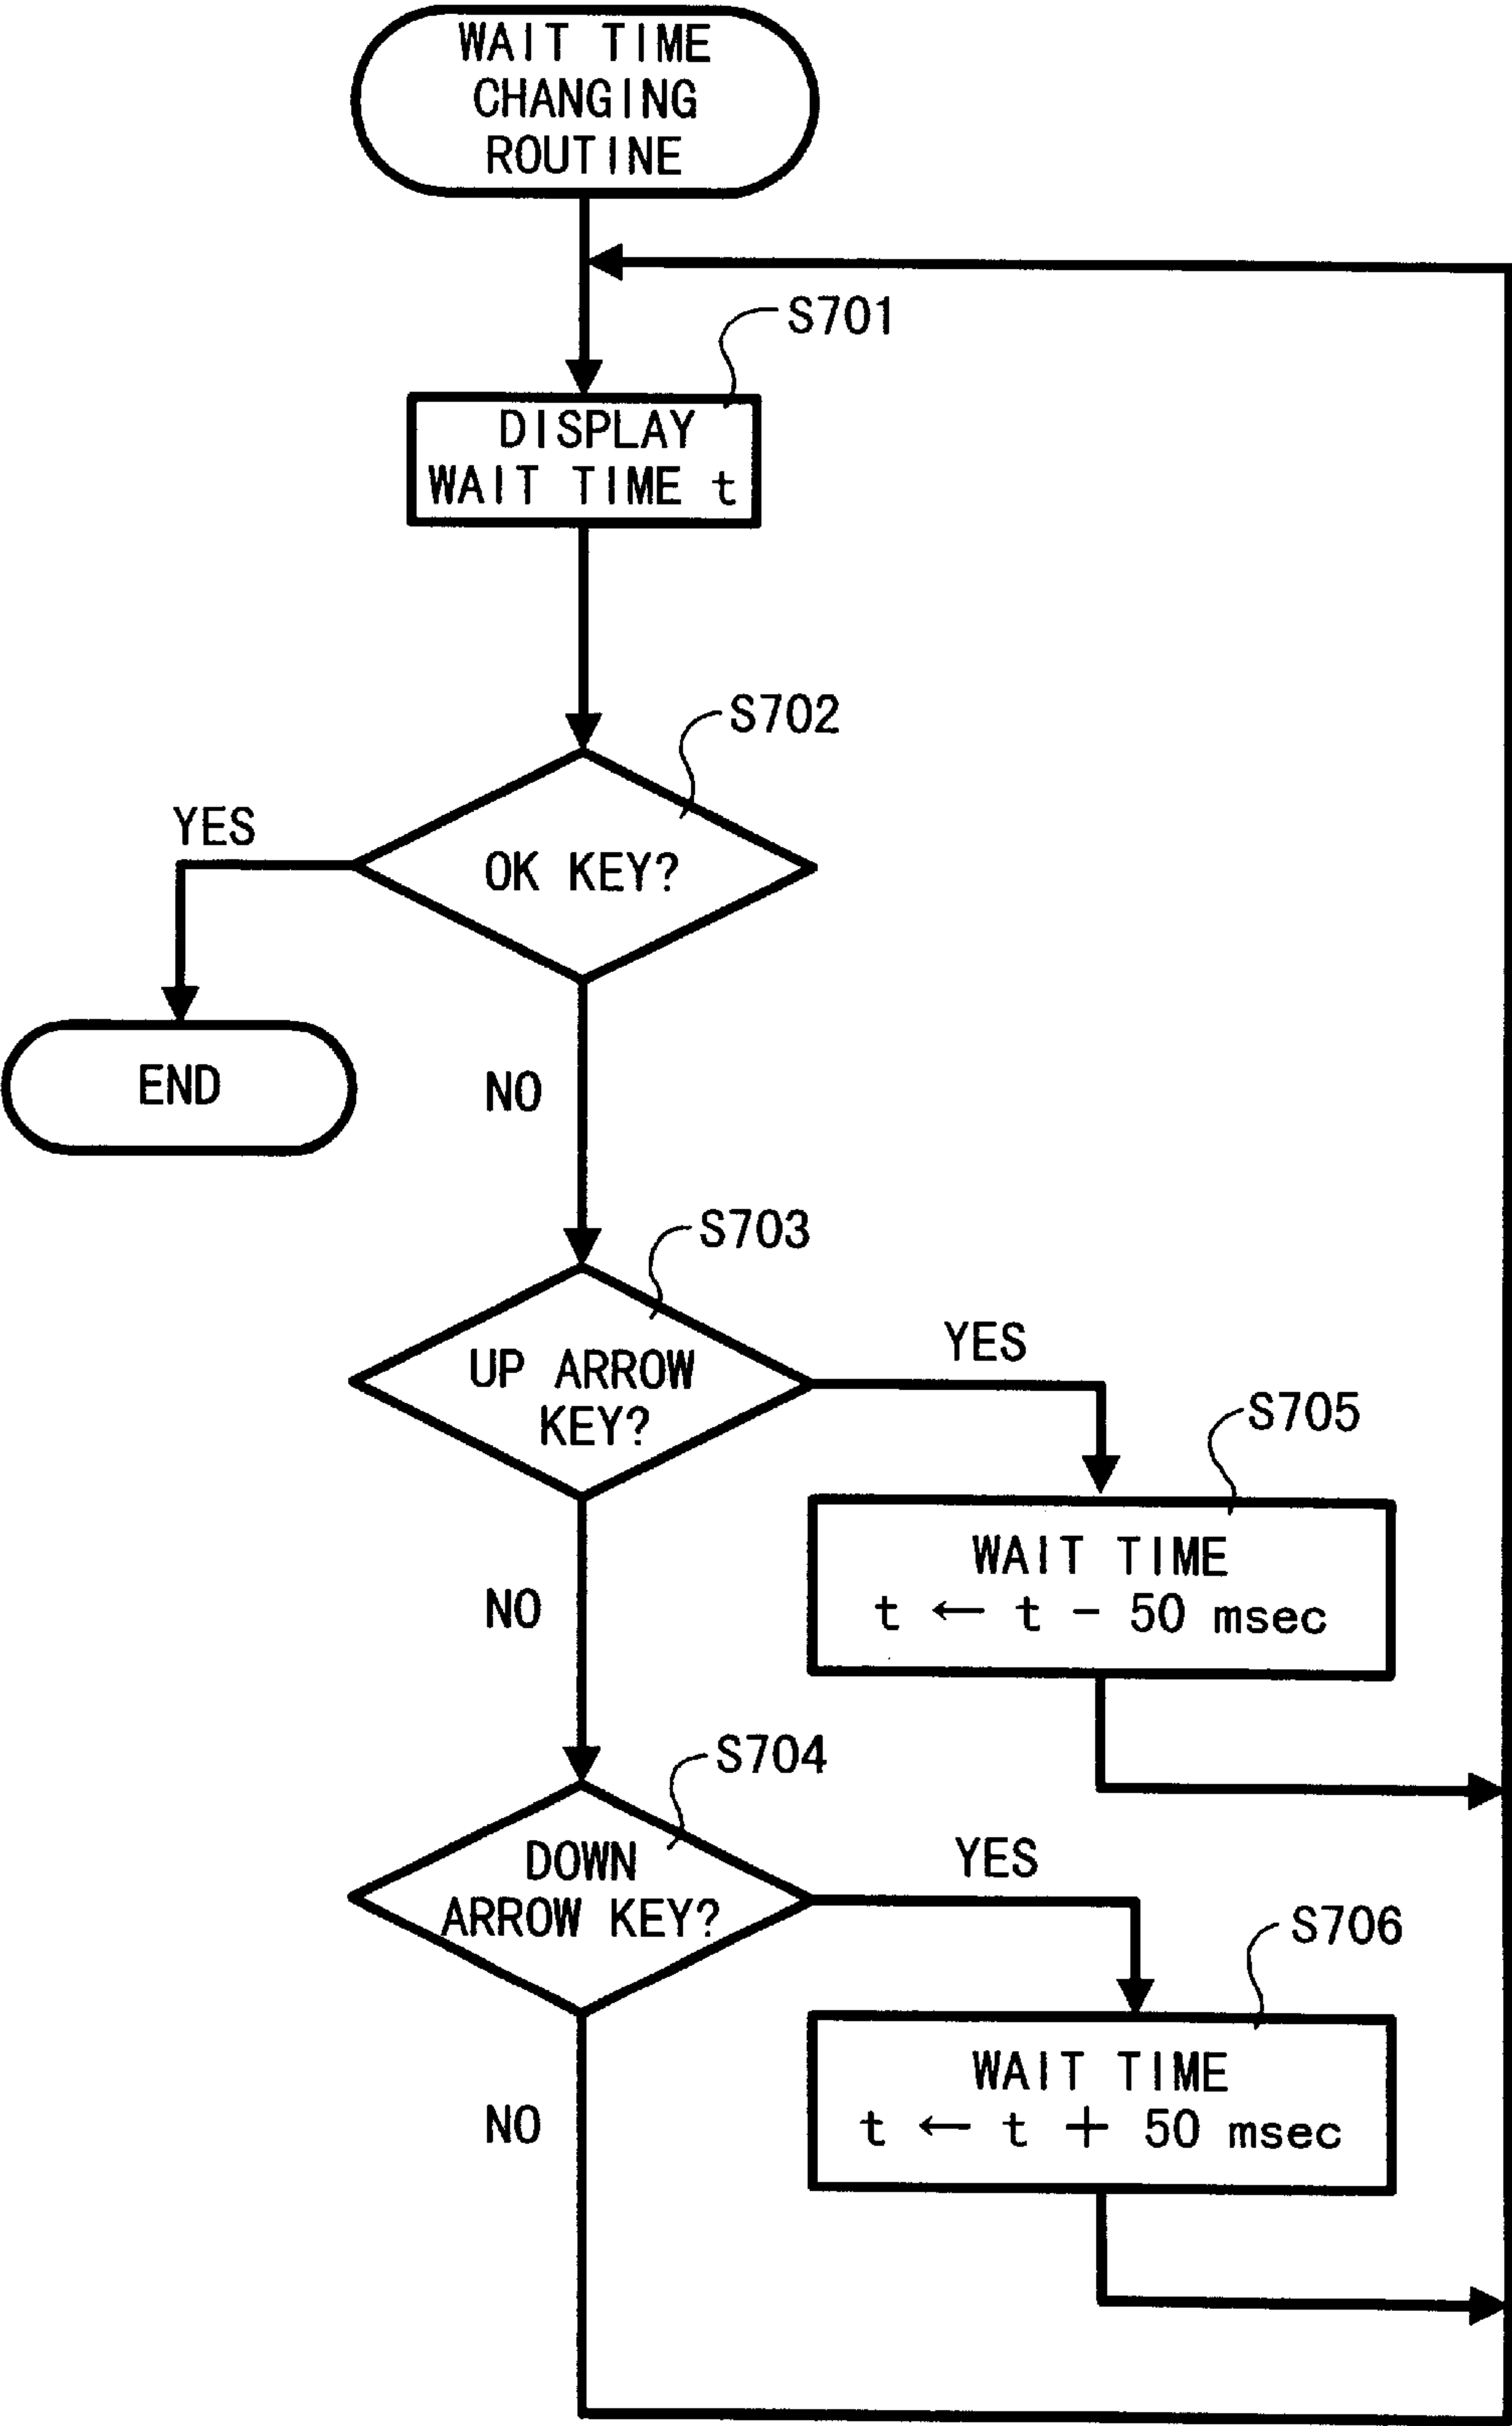 WAIT TIME
CHANGING
ROUTINE
S701
DISPLAY
WAIT TIME t
S702
YES
OK KEY?
END
NO
S703
UP ARROW
KEY?
YES
S705
WAIT TIME
t ← t - 50 msec
NO
S704
DOWN
ARROW KEY?
YES
S706
WAIT TIME
t ← t + 50 msec
NO